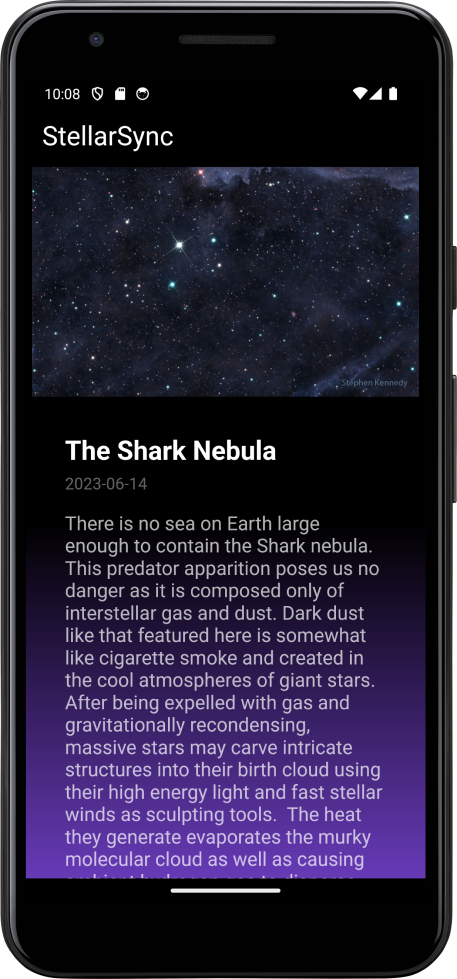 10:08
StellarSync
Stephen Kennedy
The Shark Nebula
2023-06-14
There is no sea on Earth large
enough to contain the Shark nebula.
This predator apparition poses us no
danger as it is composed only of
interstellar gas and dust. Dark dust
like that featured here is somewhat
like cigarette smoke and created in
the cool atmospheres of giant stars.
After being expelled with gas and
gravitationally recondensing,
massive stars may carve intricate
structures into their birth cloud using
their high energy light and fast stellar
winds as sculpting tools.  The heat
they generate evaporates the murky
molecular cloud as well as causing